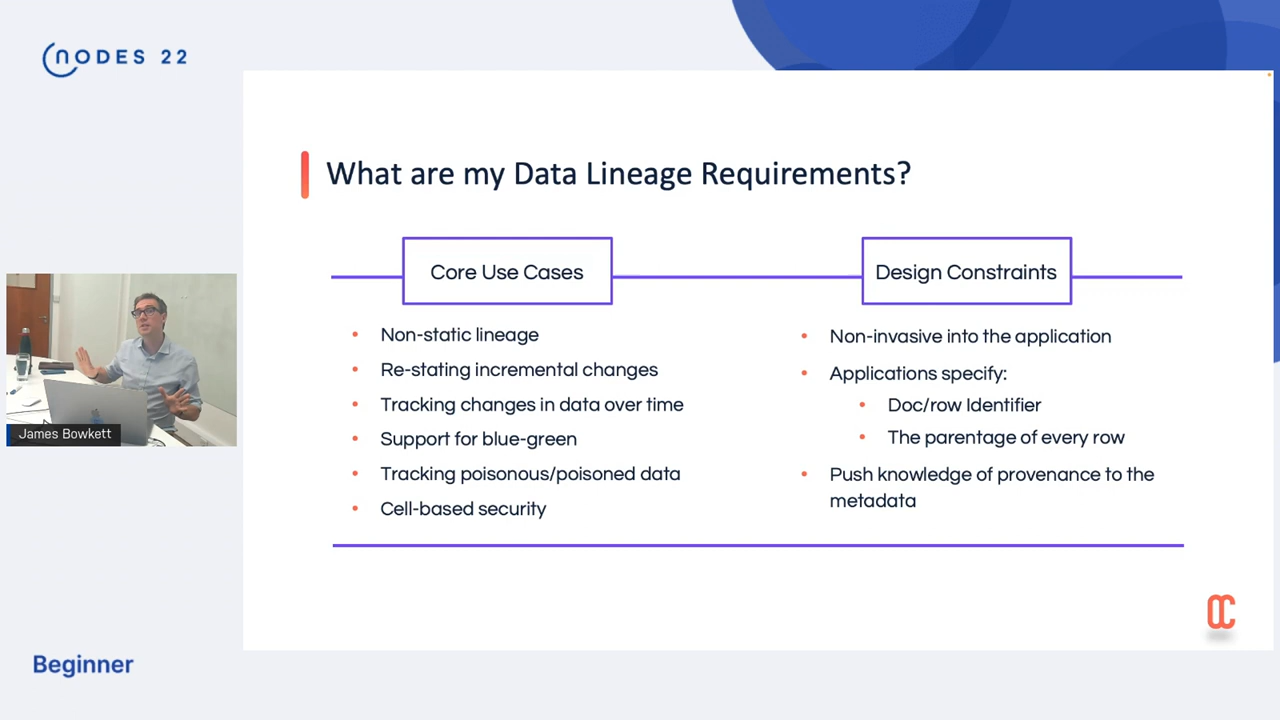 NODES 22
What are my Data Lineage Requirements?
Core Use Cases
• Non-static lineage
• Re-stating incremental changes
• Tracking changes in data over time
• Support for blue-green
• Tracking poisonous/poisoned data
• Cell-based security
Design Constraints
• Non-invasive into the application
• Applications specify:
• Doc/row Identifier
• The parentage of every row
• Push knowledge of provenance to the
metadata
James Bowkett
OC
Beginner